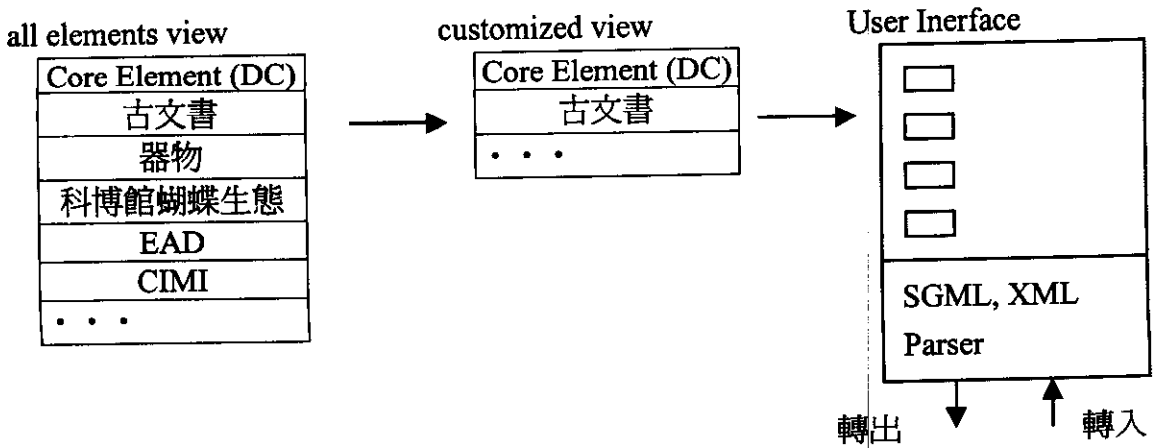 all elements view
Core Element (DC)
古文書
器物
科博館蝴蝶生態
EAD
CIMI
・・・
customized view
Core Element (DC)
古文書
・・・
User Inerface
SGML, XML
Parser
轉出
轉入